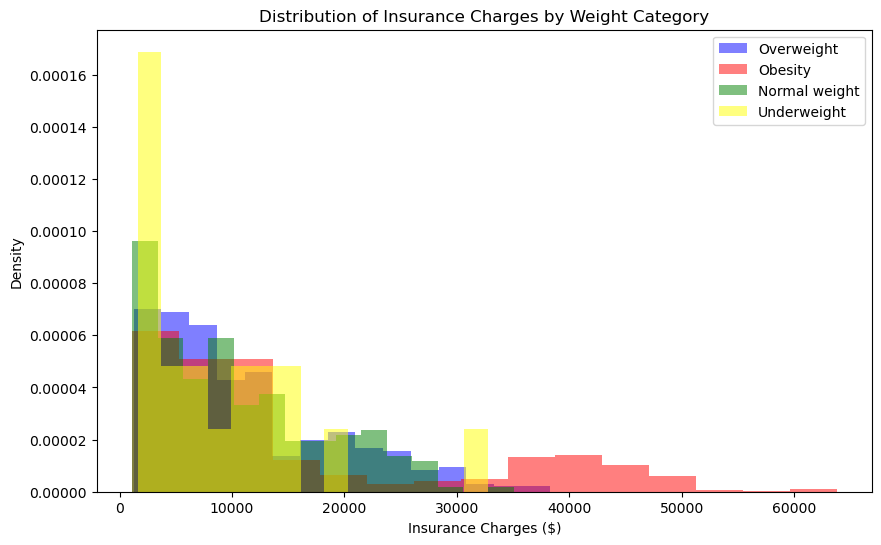 Distribution of Insurance Charges by Weight Category
Overweight
Obesity
Normal weight
Underweight
0.00016
0.00014
0.00012
0.00010
0.00008
0.00006
0.00004
0.00002
0.00000
Density
0
10000
20000
30000
40000
50000
60000
Insurance Charges ($)